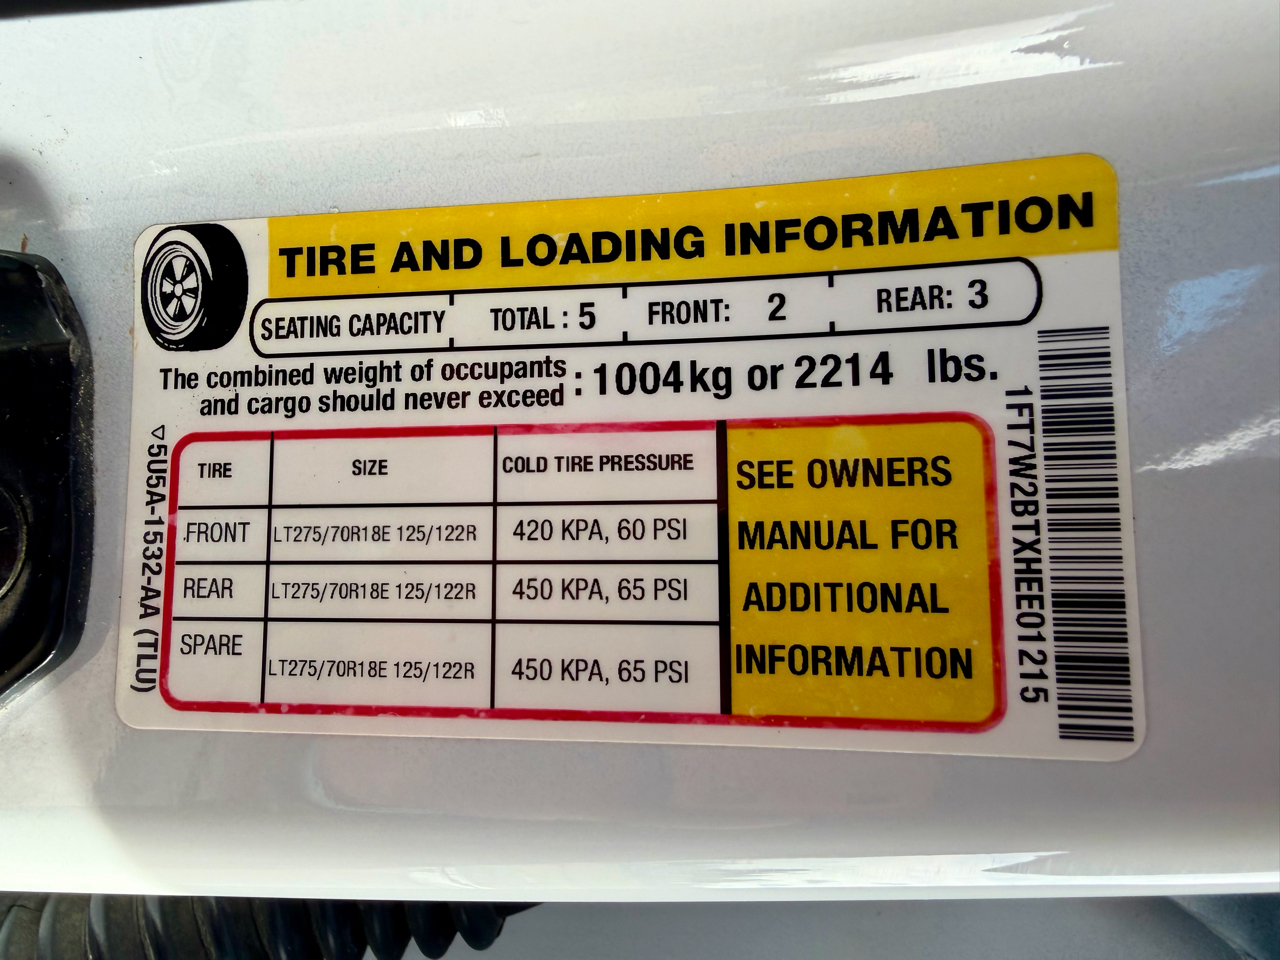 TIRE AND LOADING INFORMATION
SEATING CAPACITY TOTAL : 5 FRONT: 2 REAR: 3
The combined weight of occupants
and cargo should never exceed : 1004kg or 2214 lbs.
TIRE SIZE COLD TIRE PRESSURE
FRONT LT275/70R18E 125/122R 420 KPA, 60 PSI
REAR LT275/70R18E 125/122R 450 KPA, 65 PSI
SPARE LT275/70R18E 125/122R 450 KPA, 65 PSI
SEE OWNERS
MANUAL FOR
ADDITIONAL
INFORMATION
5U5A-1532-AA (TLU)
1FT7W2BTXHEE01215